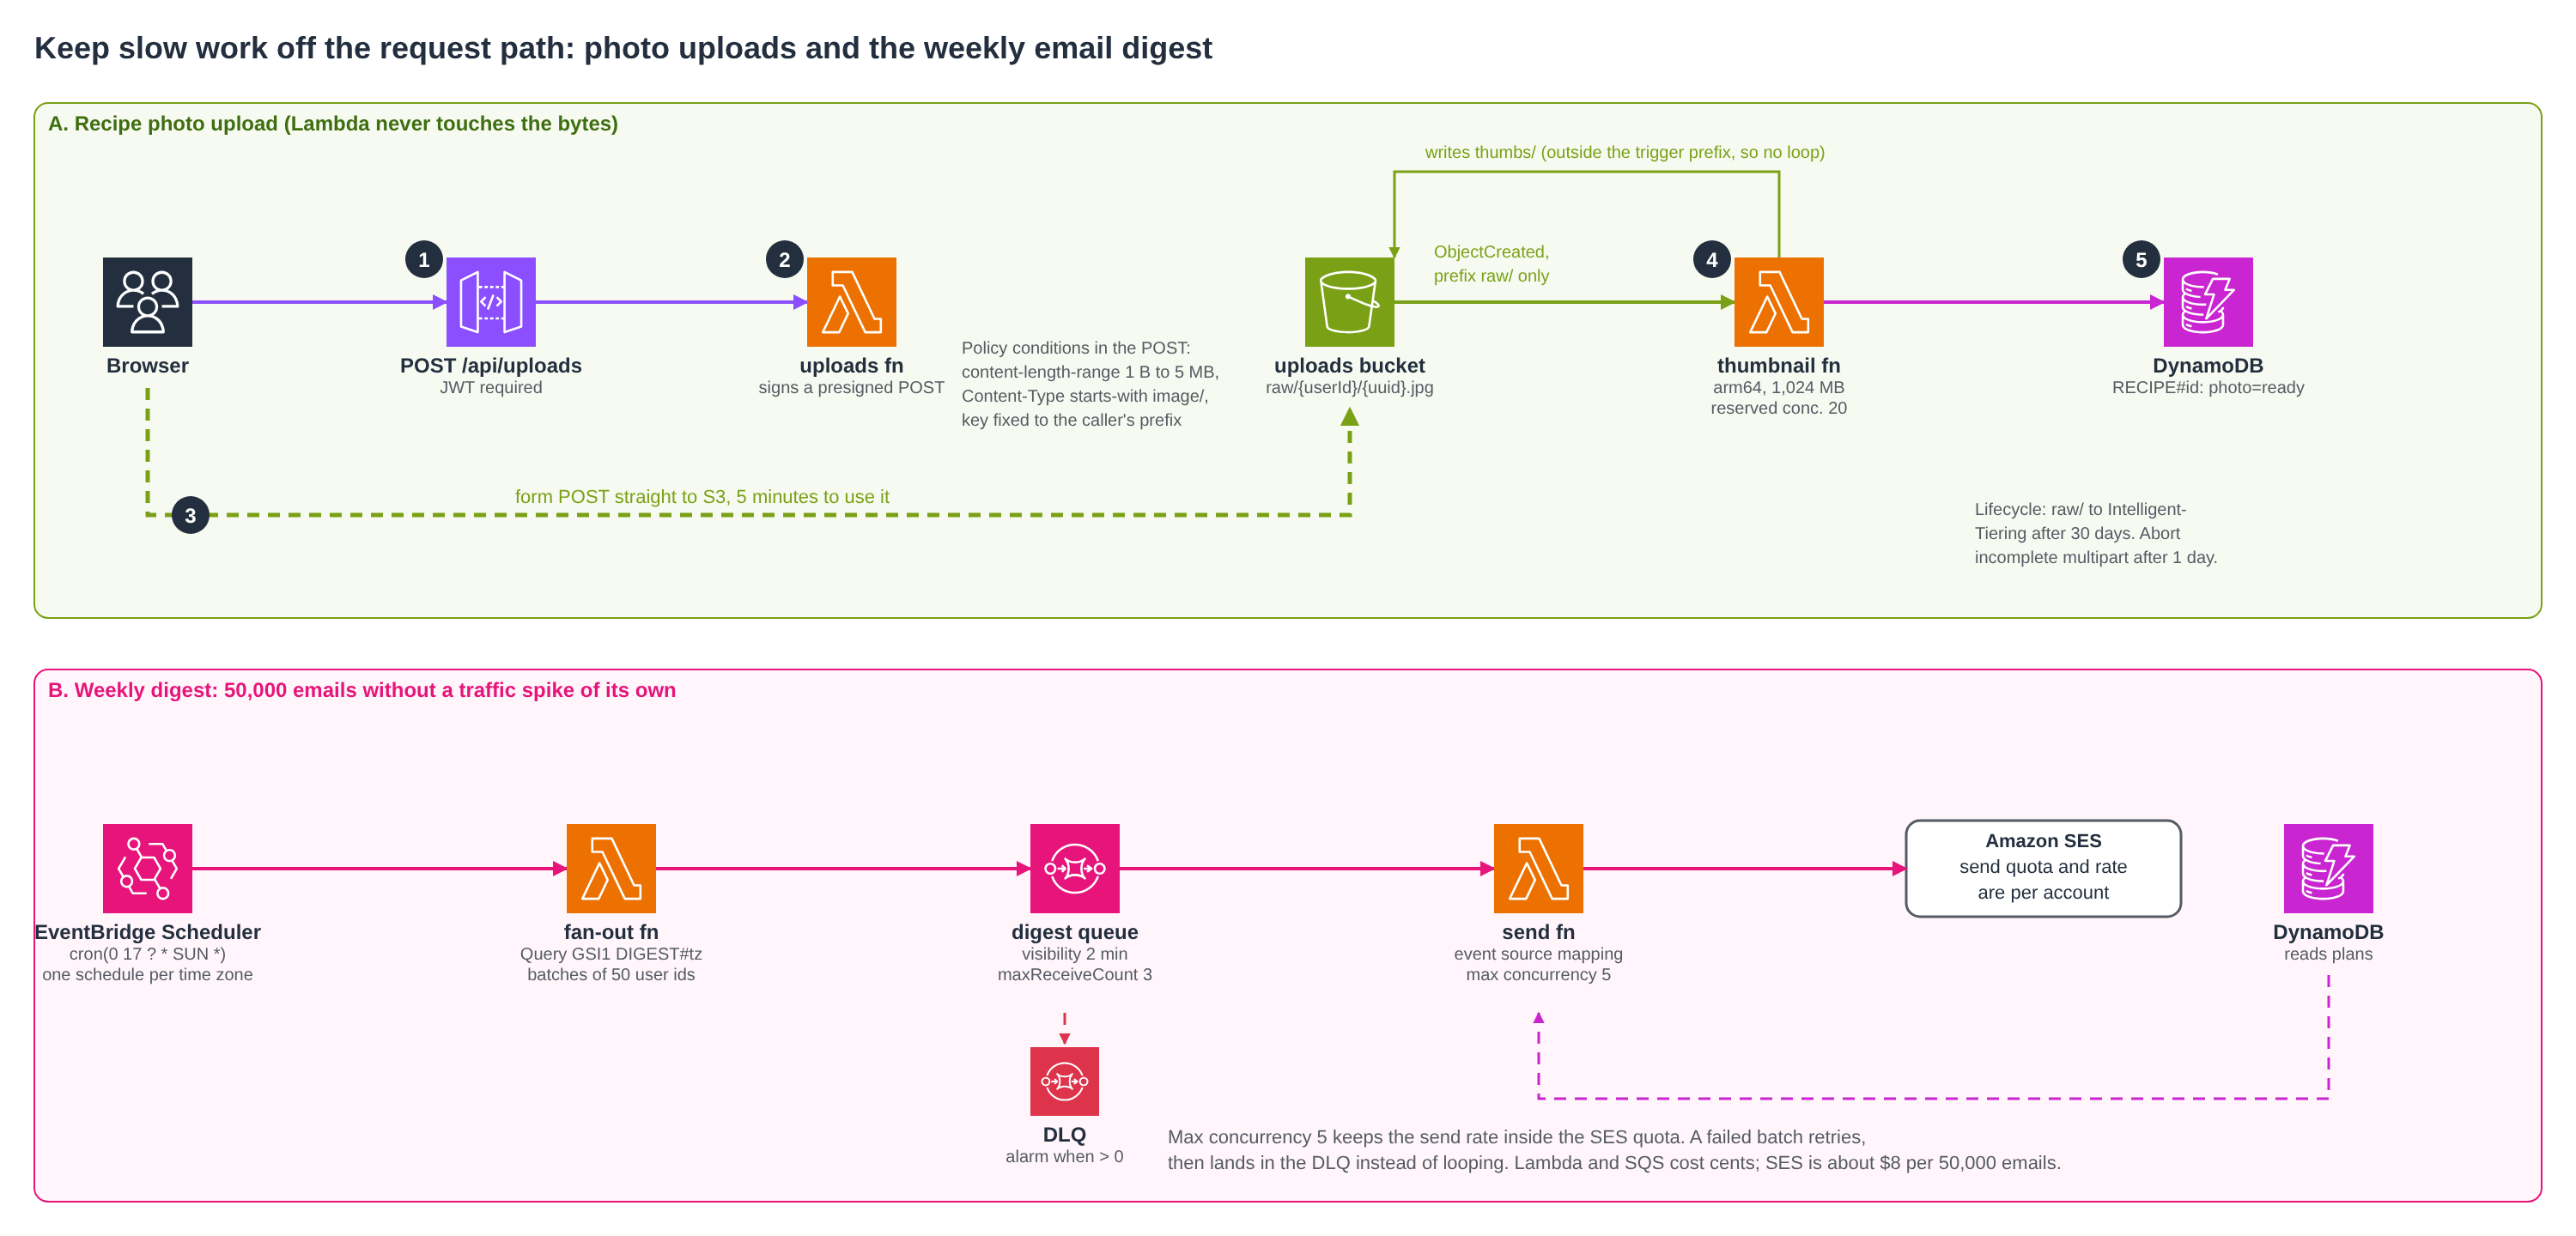 Keep slow work off the request path: photo uploads and the weekly email digest
A. Recipe photo upload (Lambda never touches the bytes)
writes thumbs/ (outside the trigger prefix, so no loop)
ObjectCreated,
prefix raw/ only
1
2
4
5
Browser
POST /api/uploads
JWT required
uploads fn
signs a presigned POST
Policy conditions in the POST:
content-length-range 1 B to 5 MB,
Content-Type starts-with image/,
key fixed to the caller's prefix
uploads bucket
raw/{userId}/{uuid}.jpg
thumbnail fn
arm64, 1,024 MB
reserved conc. 20
DynamoDB
RECIPE#id: photo=ready
3
form POST straight to S3, 5 minutes to use it
Lifecycle: raw/ to Intelligent-
Tiering after 30 days. Abort
incomplete multipart after 1 day.
B. Weekly digest: 50,000 emails without a traffic spike of its own
EventBridge Scheduler
cron(0 17 ? * SUN *)
one schedule per time zone
fan-out fn
Query GSI1 DIGEST#tz
batches of 50 user ids
digest queue
visibility 2 min
maxReceiveCount 3
send fn
event source mapping
max concurrency 5
Amazon SES
send quota and rate
are per account
DynamoDB
reads plans
DLQ
alarm when > 0
Max concurrency 5 keeps the send rate inside the SES quota. A failed batch retries,
then lands in the DLQ instead of looping. Lambda and SQS cost cents; SES is about $8 per 50,000 emails.